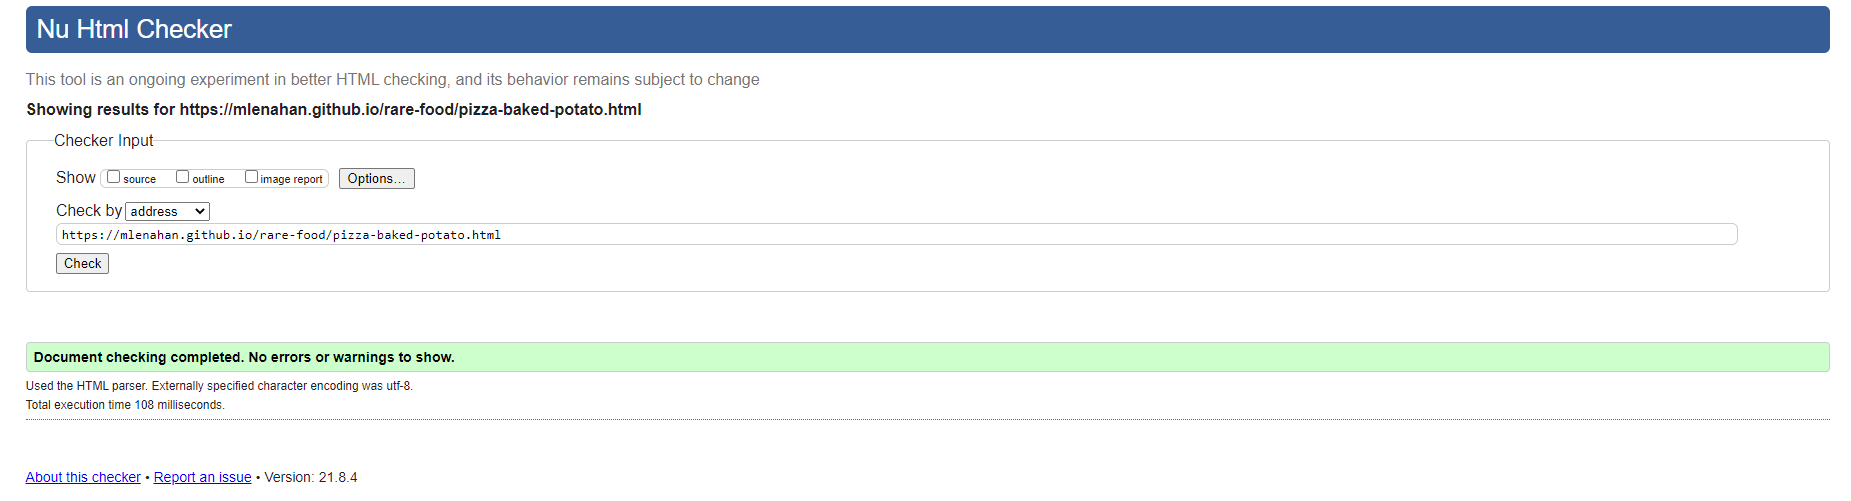 Nu Html Checker
This tool is an ongoing experiment in better HTML checking, and its behavior remains subject to change
Showing results for https://mlenahan.github.io/rare-food/pizza-baked-potato.html
Checker Input
Show source outline image report Options...
Check by address
https://mlenahan.github.io/rare-food/pizza-baked-potato.html
Check
Document checking completed. No errors or warnings to show.
Used the HTML parser. Externally specified character encoding was utf-8.
Total execution time 108 milliseconds.
About this checker • Report an issue • Version: 21.8.4